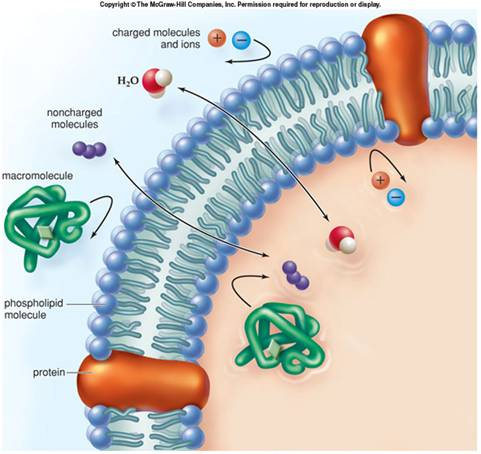 Copyright © The McGraw-Hill Companies, Inc. Permission required for reproduction or display.
charged molecules
and ions
+
−
H₂O
noncharged
molecules
macromolecule
+
−
phospholipid
molecule
protein